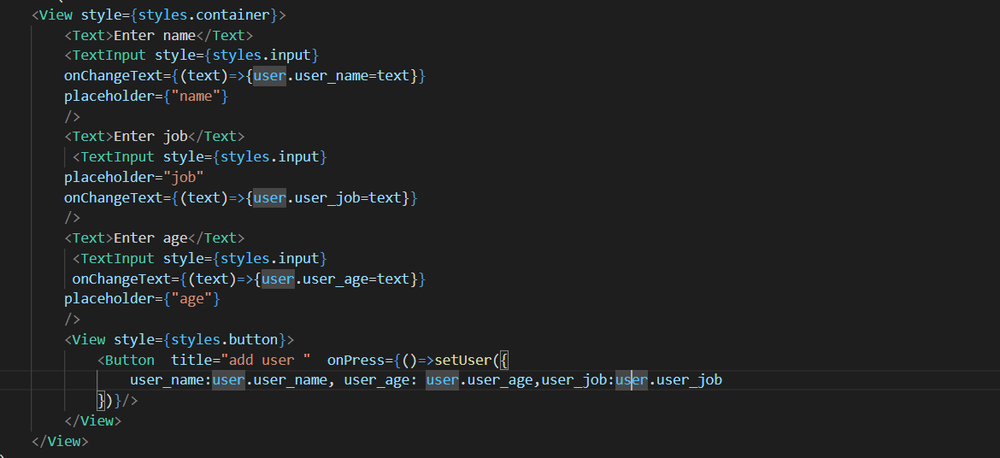 <View style={styles.container}>
<Text>Enter name</Text>
<TextInput style={styles.input}
onChangeText={(text)=>{user.user_name=text}}
placeholder={"name"}
/>
<Text>Enter job</Text>
<TextInput style={styles.input}
placeholder="job"
onChangeText={(text)=>{user.user_job=text}}
/>
<Text>Enter age</Text>
<TextInput style={styles.input}
onChangeText={(text)=>{user.user_age=text}}
placeholder={"age"}
/>
<View style={styles.button}>
<Button  title="add user "  onPress={()=>setUser({
user_name:user.user_name, user_age: user.user_age,user_job:user.user_job
})}/>
</View>
</View>